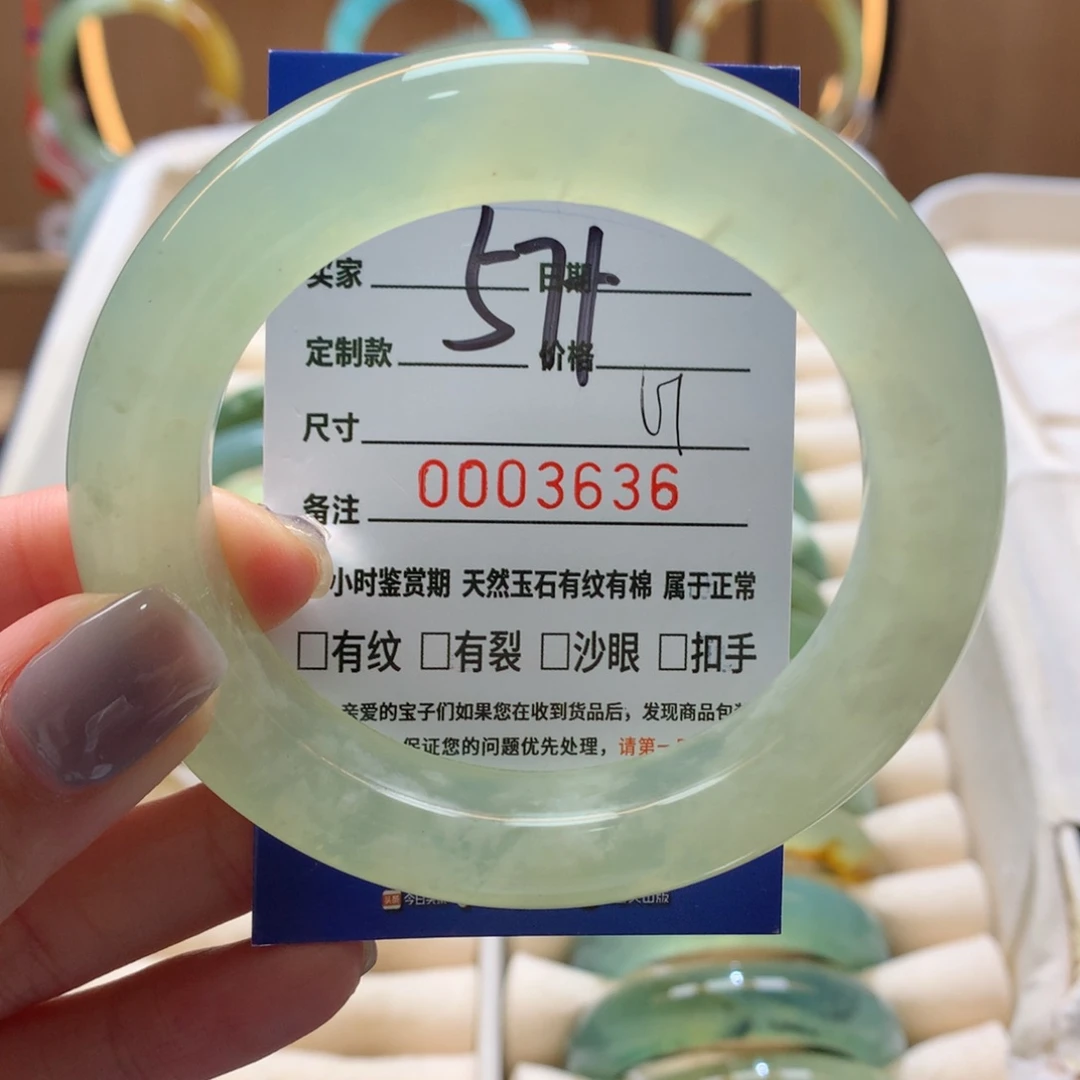 买家 日期
定制款 价格
尺寸
备注 0003636
小时鉴赏期 天然玉石有纹有棉 属于正常
□有纹 □有裂 □沙眼 □扣手
亲爱的宝子们如果您在收到货品后，发现商品包
保证您的问题优先处理，请第一